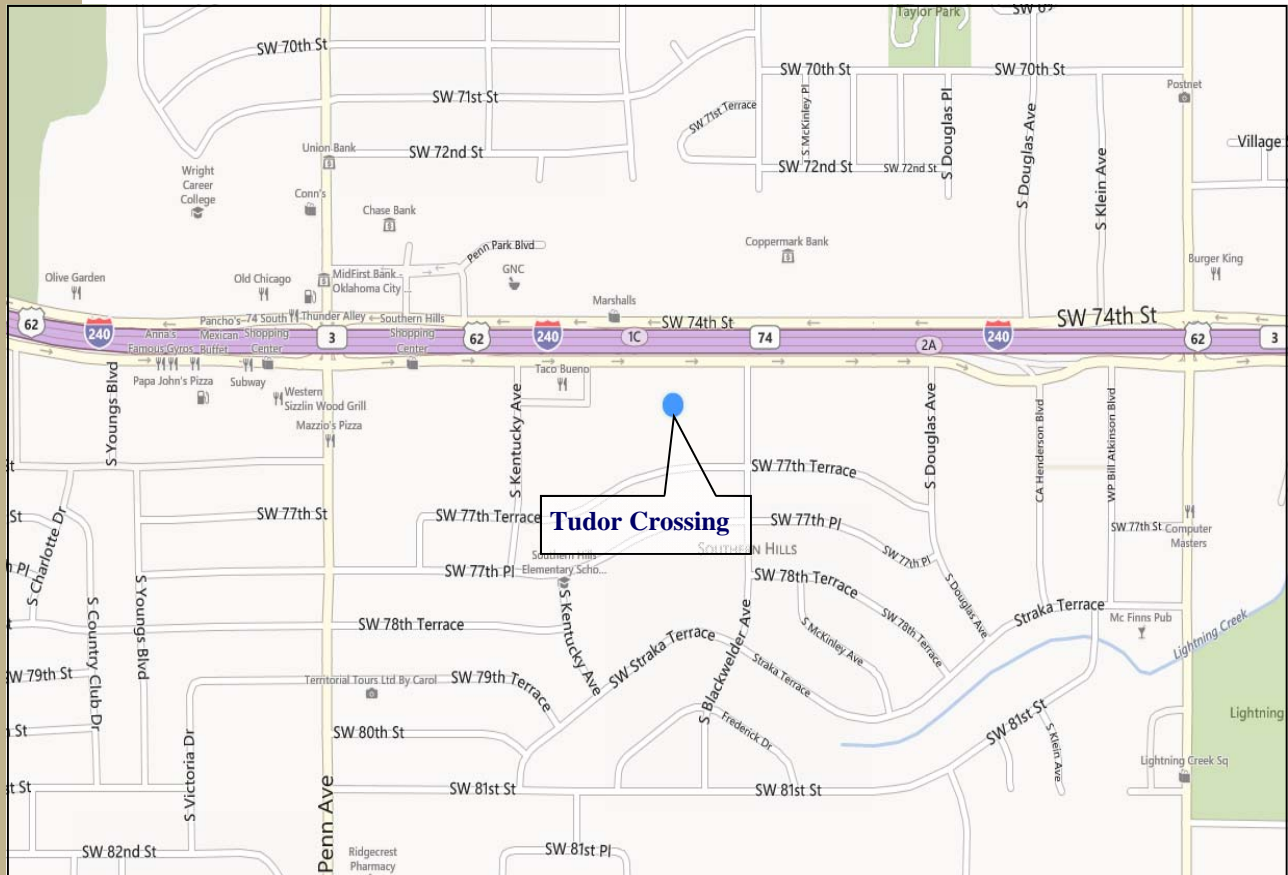 Taylor Park
SW 69
SW 70th St
SW 70th St
SW 70th St
SW 71st St
SW 71st Terrace
S McKinley Pl
S Douglas Pl
S Douglas Ave
S Klein Ave
Postnet
Village
Union Bank
SW 72nd St
SW 72nd St
SW 72nd St
Wright
Career
College
Conn's
Chase Bank
Penn Park Blvd
Coppermark Bank
GNC
Burger King
Olive Garden
Old Chicago
MidFirst Bank -
Oklahoma City ...
Marshalls
Pancho's
74 South
Thunder Alley
Southern Hills
SW 74th St
SW 74th St
62
240
3
62
240
1C
74
2A
240
62
3
Anna's
Famous Gyros
Mexican
Buffet
Shopping
Center
Shopping
Center
Papa John's Pizza
Subway
Taco Bueno
Western
Sizzlin Wood Grill
Mazzio's Pizza
S Youngs Blvd
S Kentucky Ave
S Douglas Ave
CA Henderson Blvd
WP Bill Atkinson Blvd
t
SW 77th Terrace
St
SW 77th St
SW 77th Terrace
Tudor Crossing
SW 77th Pl
SW 77th St
Computer
Masters
S Charlotte Dr
Pl
SW 77th Pl
Southern Hills
Elementary Scho...
SOUTHERN HILLS
SW 77th Pl
S Country Club Dr
S Youngs Blvd
SW 78th Terrace
S Kentucky Ave
SW 78th Terrace
SW 78th Terrace
S McKinley Ave
S Douglas Ave
Straka Terrace
Mc Finns Pub
Lightning Creek
SW Straka Terrace
Straka Terrace
S Blackwelder Ave
W 79th St
Territorial Tours Ltd By Carol
SW 79th Terrace
St
S Victoria Dr
SW 80th St
Frederick Dr
SW 81st St
S Klein Ave
Lightning
Lightning Creek Sq
t St
Penn Ave
SW 81st St
SW 81st St
SW 82nd St
Ridgecrest
Pharmacy
SW 81st Pl